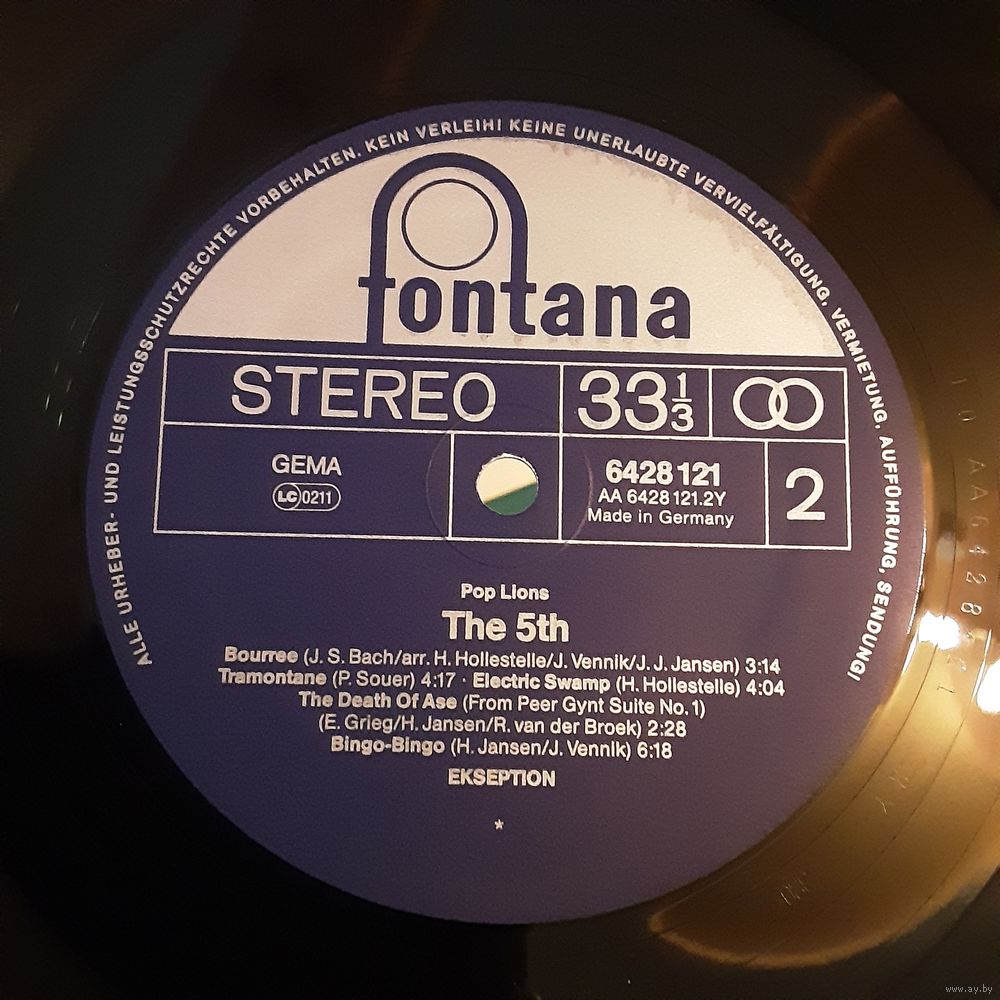 ALLE URHEBER- UND LEISTUNGSSCHUTZRECHTE VORBEHALTEN. KEIN VERLEIH! KEINE UNERLAUBTE VERVIELFÄLTIGUNG, VERMIETUNG, AUFFÜHRUNG, SENDUNG!
fontana
STEREO
33 1/3
GEMA
LC 0211
6428 121
AA 6428 121.2Y
Made in Germany
2
Pop Lions
The 5th
Bourree (J. S. Bach/arr. H. Hollestelle/J. Vennik/J. J. Jansen) 3:14
Tramontane (P. Souer) 4:17 · Electric Swamp (H. Hollestelle) 4:04
The Death Of Ase (From Peer Gynt Suite No. 1)
(E. Grieg/H. Jansen/R. van der Broek) 2:28
Bingo-Bingo (H. Jansen/J. Vennik) 6:18
EKSEPTION
*
www.ay.by